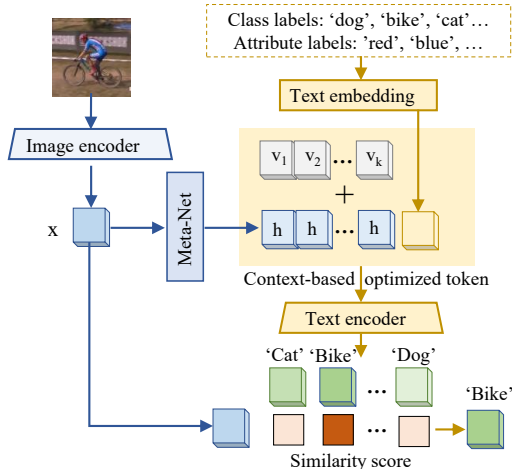 Class labels: ‘dog’, ‘bike’, ‘cat’…
Attribute labels: ‘red’, ‘blue’, …
Text embedding
Image encoder
v1 v2 ... vk
+
x
Meta-Net
h h ... h
Context-based optimized token
Text encoder
‘Cat’ ‘Bike’ ... ‘Dog’
‘Bike’
...
Similarity score